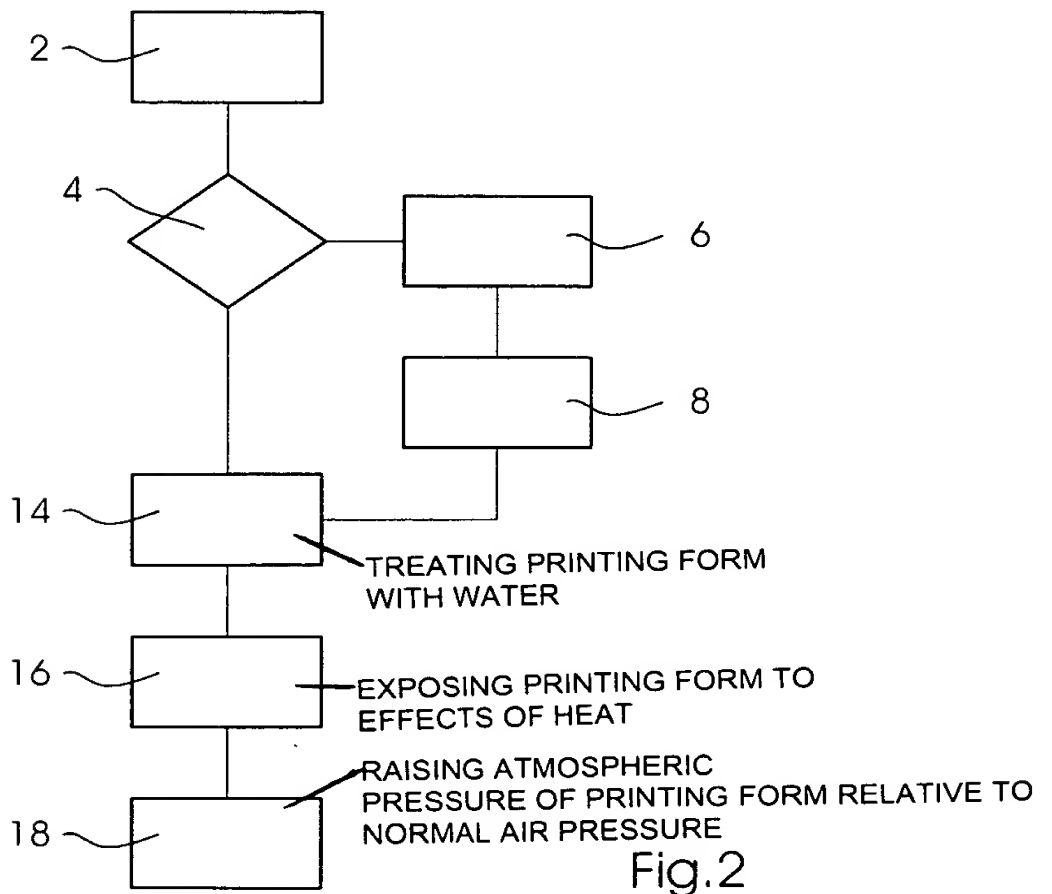 2
4
6
8
14
TREATING PRINTING FORM
WITH WATER
16
EXPOSING PRINTING FORM TO
EFFECTS OF HEAT
RAISING ATMOSPHERIC
PRESSURE OF PRINTING FORM RELATIVE TO
NORMAL AIR PRESSURE
18
Fig.2